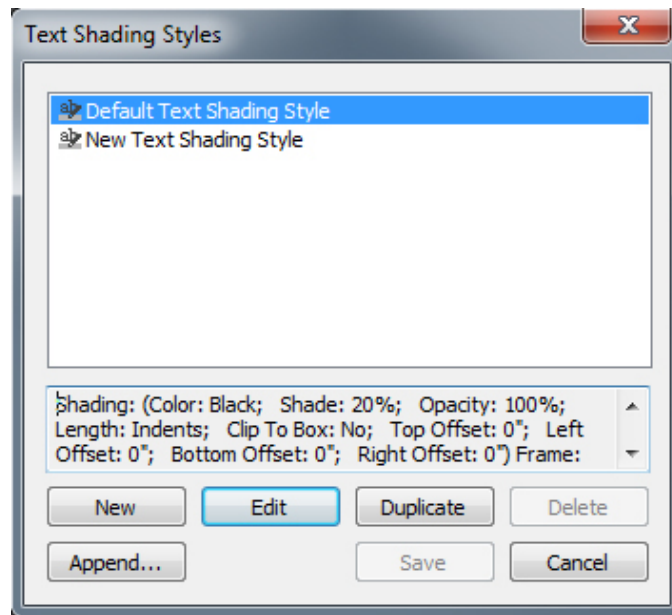 Text Shading Styles
Default Text Shading Style
New Text Shading Style
Shading: (Color: Black; Shade: 20%; Opacity: 100%;
Length: Indents; Clip To Box: No; Top Offset: 0"; Left
Offset: 0"; Bottom Offset: 0"; Right Offset: 0") Frame:
New Edit Duplicate Delete
Append... Save Cancel